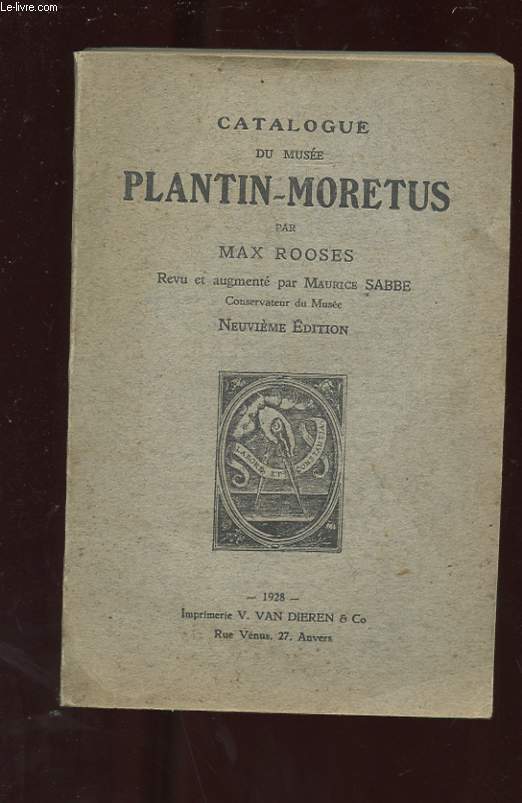 Le-livre.com
CATALOGUE
DU MUSÉE
PLANTIN-MORETUS
PAR
MAX ROOSES
Revu et augmenté par MAURICE SABBE
Conservateur du Musée
NEUVIÈME ÉDITION
LABORE ET CONSTANTIA
— 1928 —
Imprimerie V. VAN DIEREN & Co
Rue Vénus, 27, Anvers